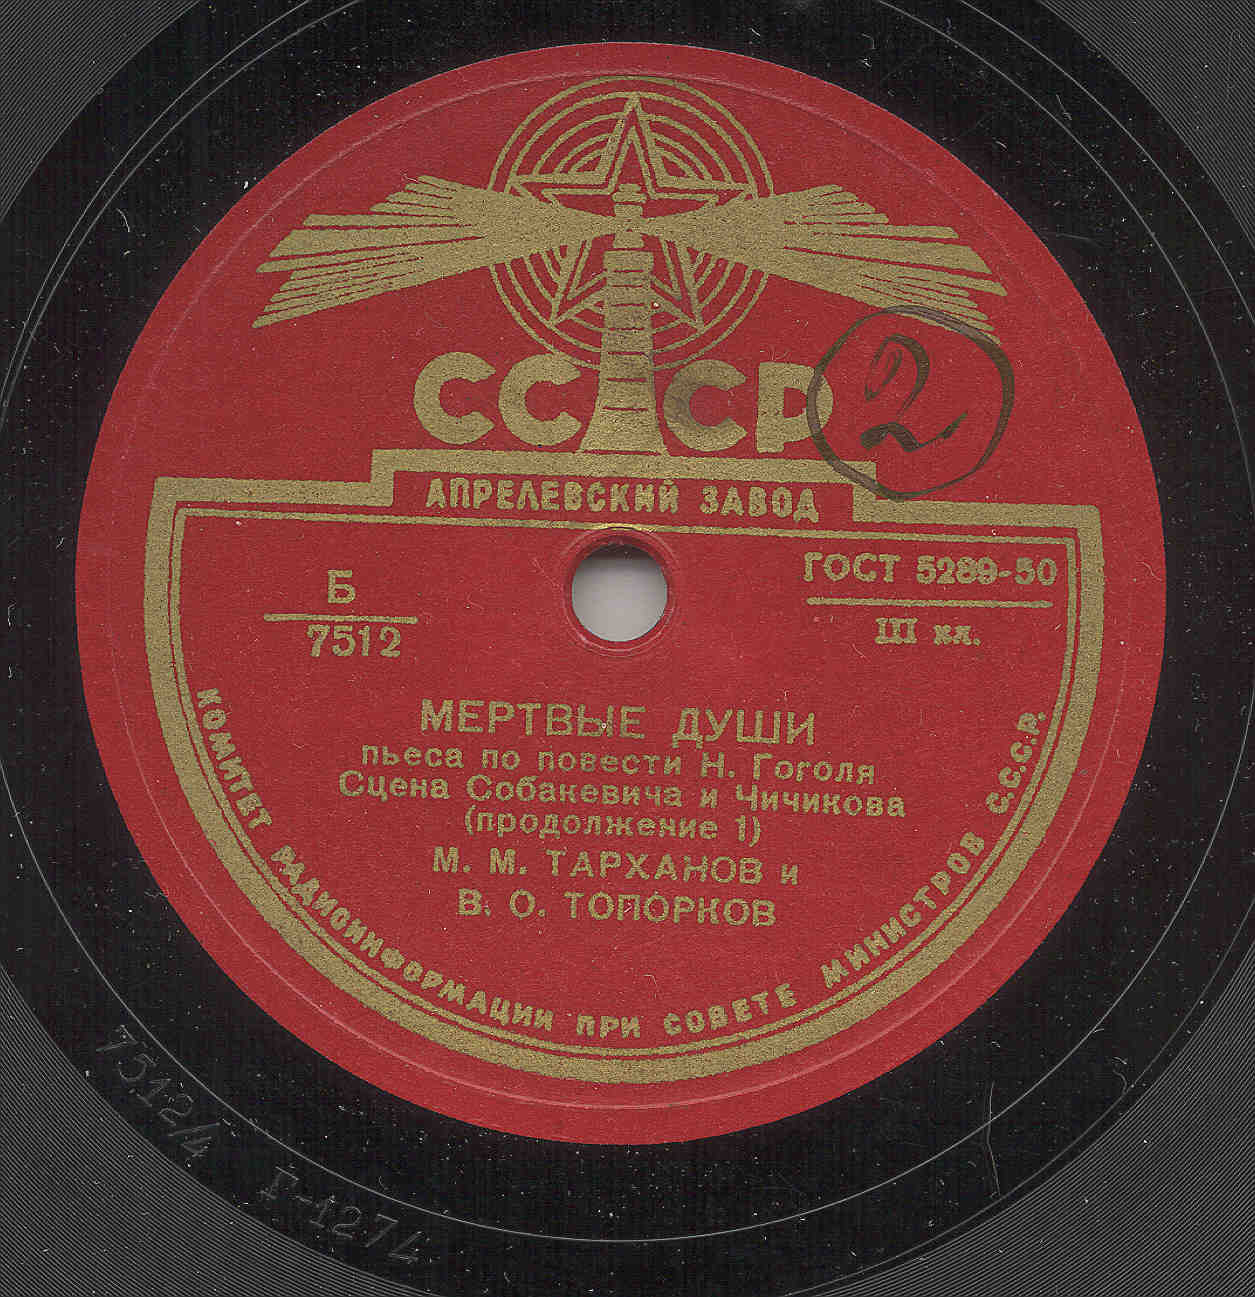 СССР
2
АПРЕЛЕВСКИЙ ЗАВОД
Б
7512
ГОСТ 5289-50
III кл.
МЕРТВЫЕ ДУШИ
пьеса по повести Н. Гоголя
Сцена Собакевича и Чичикова
(продолжение 1)
М. М. ТАРХАНОВ и
В. О. ТОПОРКОВ
КОМИТЕТ РАДИОИНФОРМАЦИИ ПРИ СОВЕТЕ МИНИСТРОВ С.С.С.Р.
7512/4 Г-1274